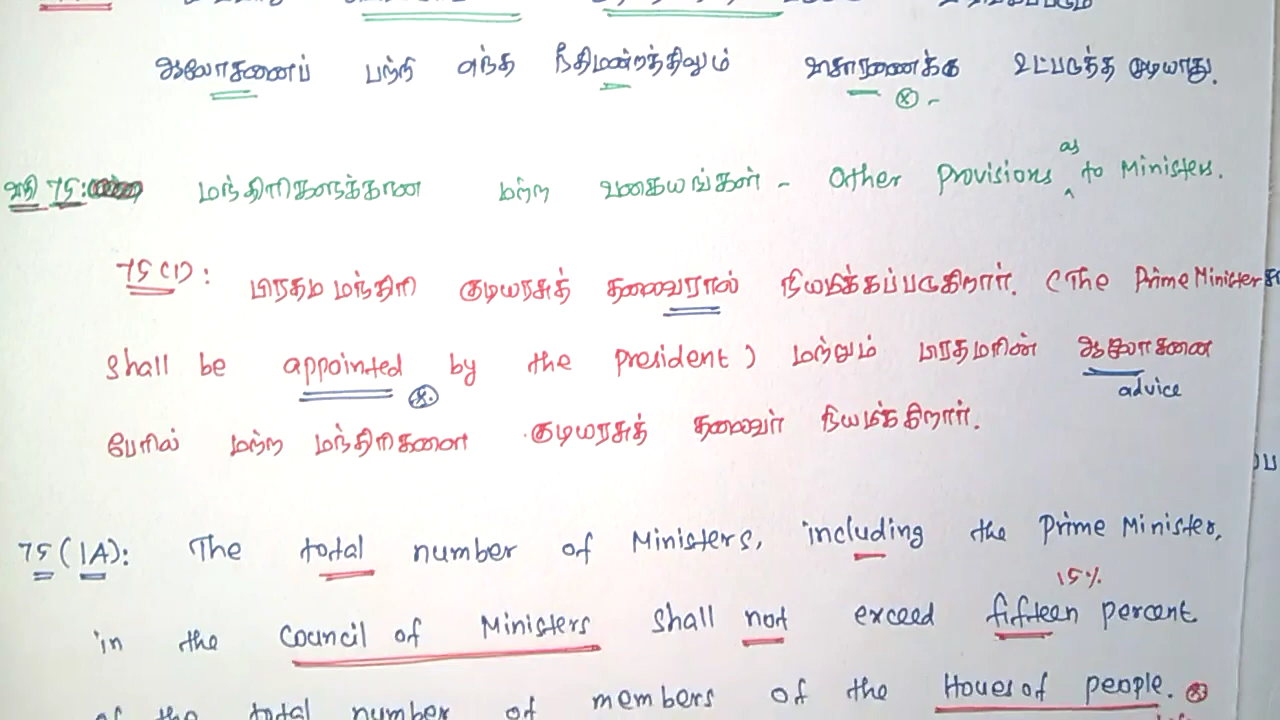 ஆலோசனைப் பற்றி எந்த நீதிமன்றத்திலும் விசாரணைக்கு உட்படுத்த முடியாது.
விதி 75: மந்திரிகளுக்கான மற்ற வகையங்கள் - Other Provisions as to Ministers.
75 (1): பிரதம மந்திரி குடியரசுத் தலைவரால் நியமிக்கப்படுகிறார். (The Prime Minister
shall be appointed by the President) மற்றும் பிரதமரின் ஆலோசனை
advice
பேரில் மற்ற மந்திரிகளை குடியரசுத் தலைவர் நியமிக்கிறார்.
75 (1A): The total number of Ministers, including the Prime Minister,
15%
in the Council of Ministers shall not exceed fifteen percent
of the total number of members of the Houes of people.